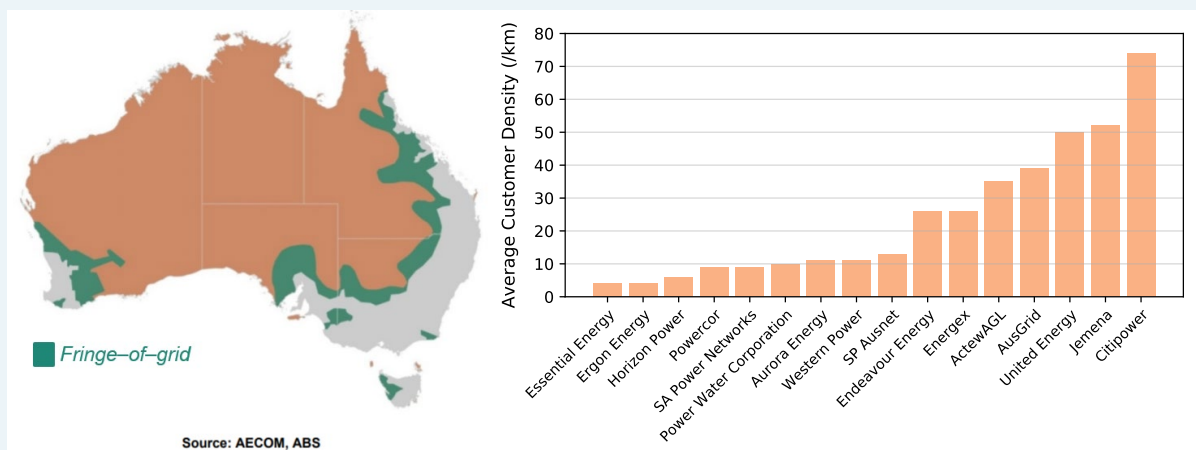 Fringe–of–grid
Source: AECOM, ABS
Average Customer Density (/km)
80
70
60
50
40
30
20
10
0
Essential Energy
Ergon Energy
Horizon Power
Powercor
SA Power Networks
Power Water Corporation
Aurora Energy
Western Power
SP Ausnet
Endeavour Energy
Energex
ActewAGL
AusGrid
United Energy
Jemena
Citipower